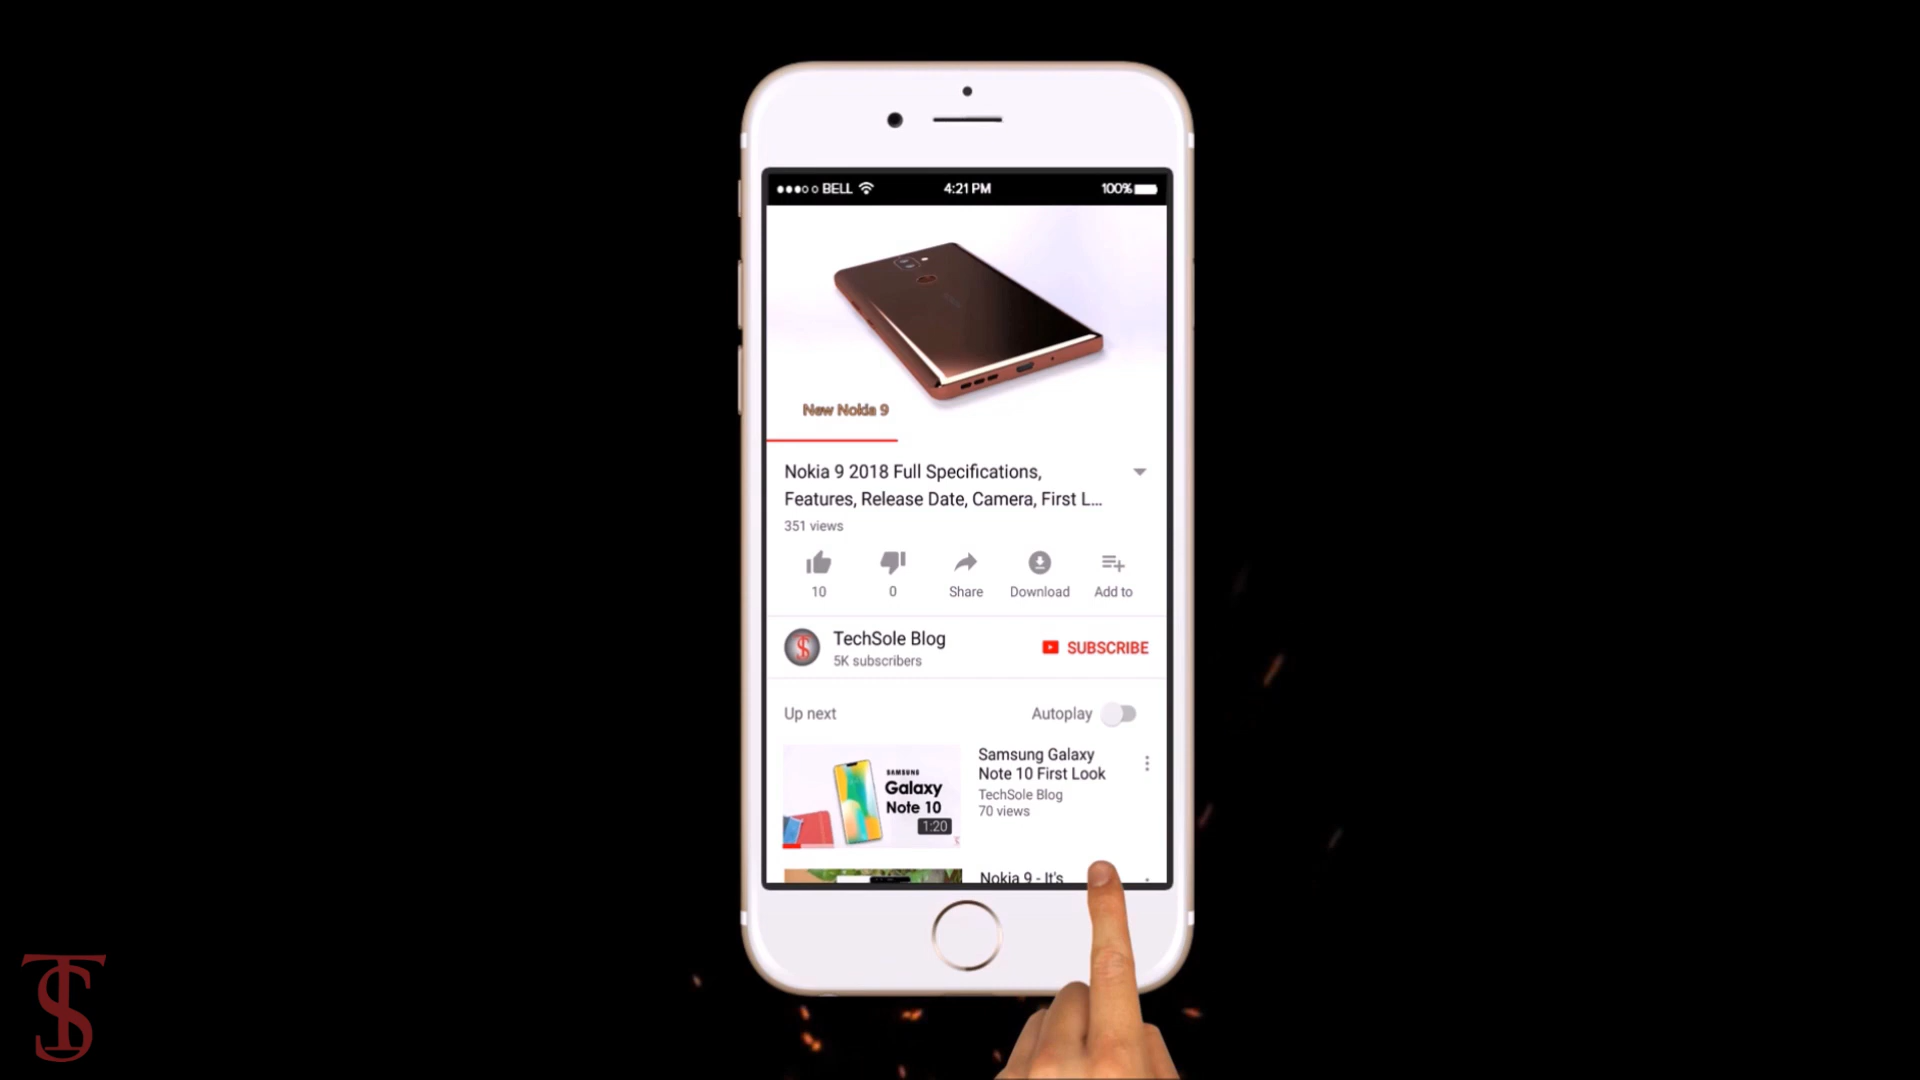 BELL
4:21 PM
100%
New Nokia 9
Nokia 9 2018 Full Specifications,
Features, Release Date, Camera, First L...
351 views
10
0
Share
Download
Add to
TechSole Blog
5K subscribers
SUBSCRIBE
Up next
Autoplay
SAMSUNG
Galaxy
Note 10
1:20
Samsung Galaxy
Note 10 First Look
TechSole Blog
70 views
Nokia 9 - It's